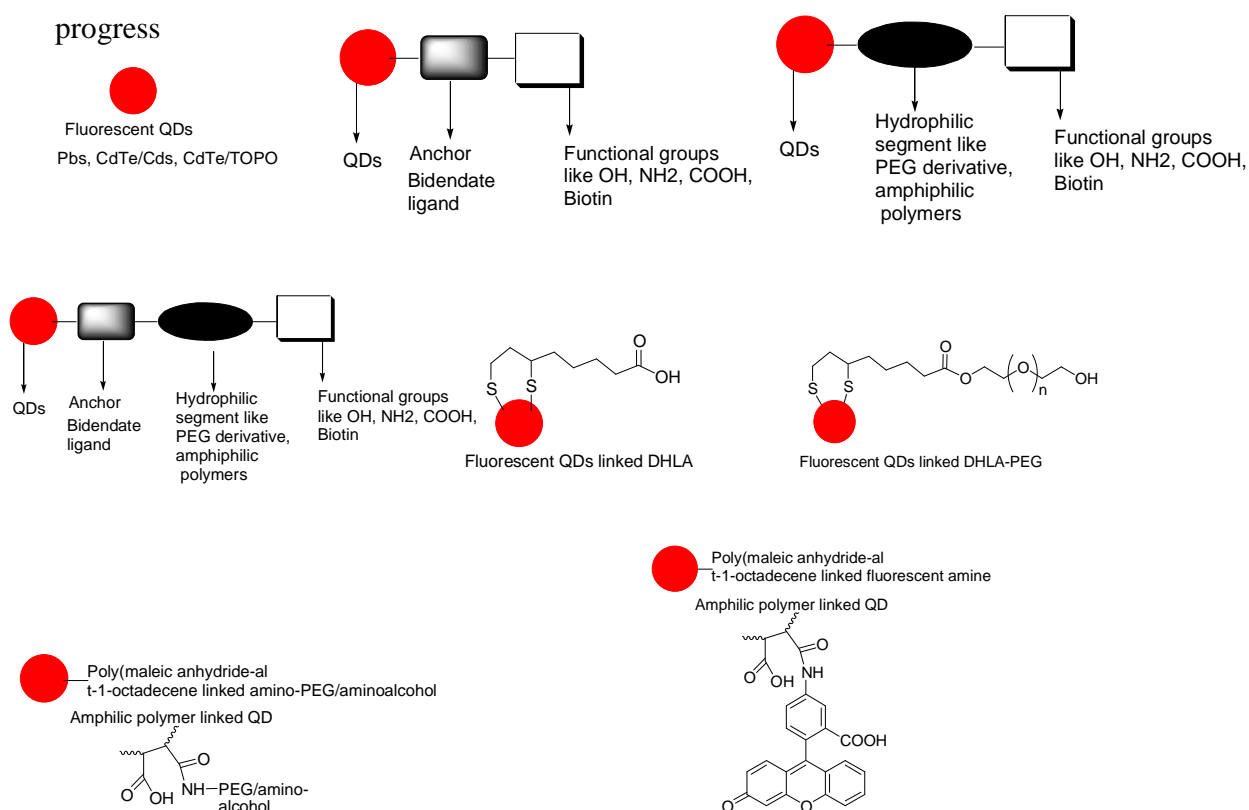 progress
Fluorescent QDs
Pbs, CdTe/Cds, CdTe/TOPO
QDs
Anchor
Bidendate
ligand
Functional groups
like OH, NH2, COOH,
Biotin
QDs
Hydrophilic
segment like
PEG derivative,
amphiphilic
polymers
Functional groups
like OH, NH2, COOH,
Biotin
QDs
Anchor
Bidendate
ligand
Hydrophilic
segment like
PEG derivative,
amphiphilic
polymers
Functional groups
like OH, NH2, COOH,
Biotin
O
OH
S
S
Fluorescent QDs linked DHLA
O
O
O
n
OH
S
S
Fluorescent QDs linked DHLA-PEG
Poly(maleic anhydride-al
t-1-octadecene linked fluorescent amine
Amphilic polymer linked QD
O
O
OH
NH
COOH
O
O
Poly(maleic anhydride-al
t-1-octadecene linked amino-PEG/aminoalcohol
Amphilic polymer linked QD
O
O
OH
NH
PEG/amino-
alcohol